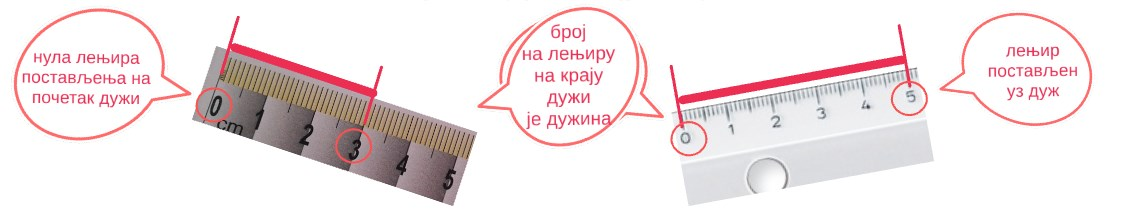 нула лењира
постављена на
почетак дужи
0 1 2 3 4 5
cm
број
на лењиру
на крају
дужи
је дужина
0 1 2 3 4 5
лењир
постављен
уз дуж